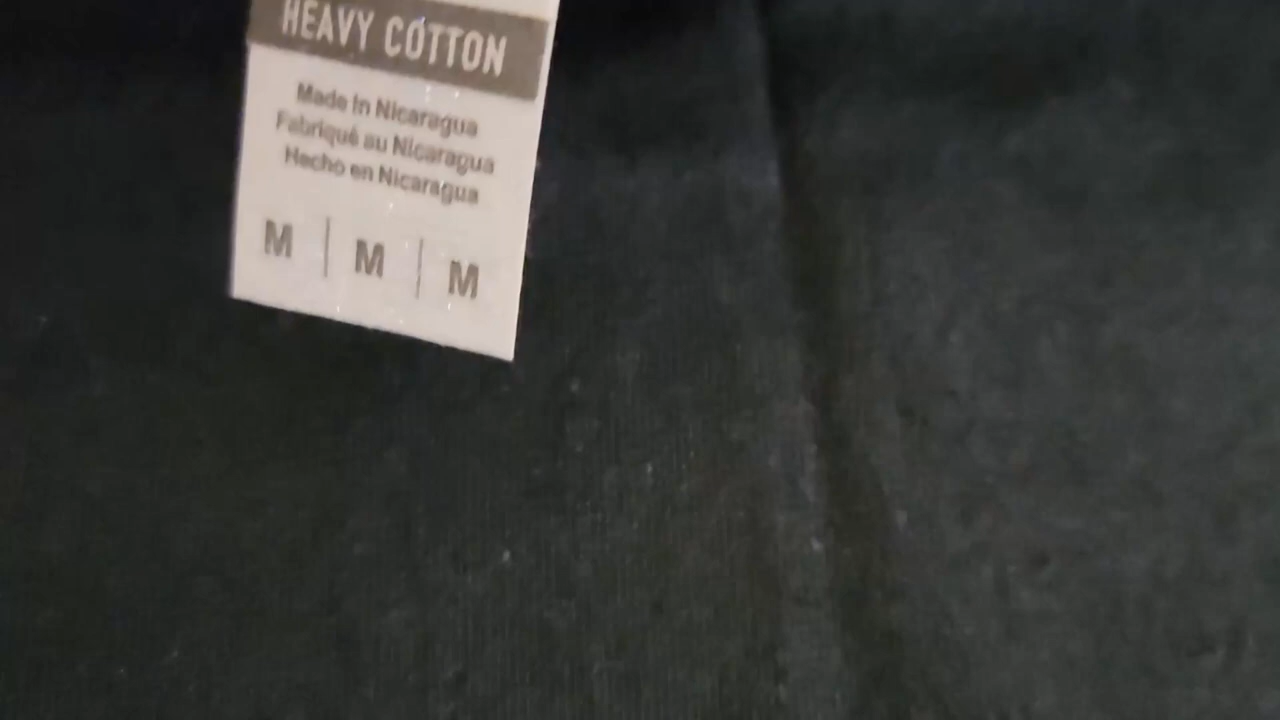 HEAVY COTTON
Made in Nicaragua
Fabriqué au Nicaragua
Hecho en Nicaragua
M | M | M